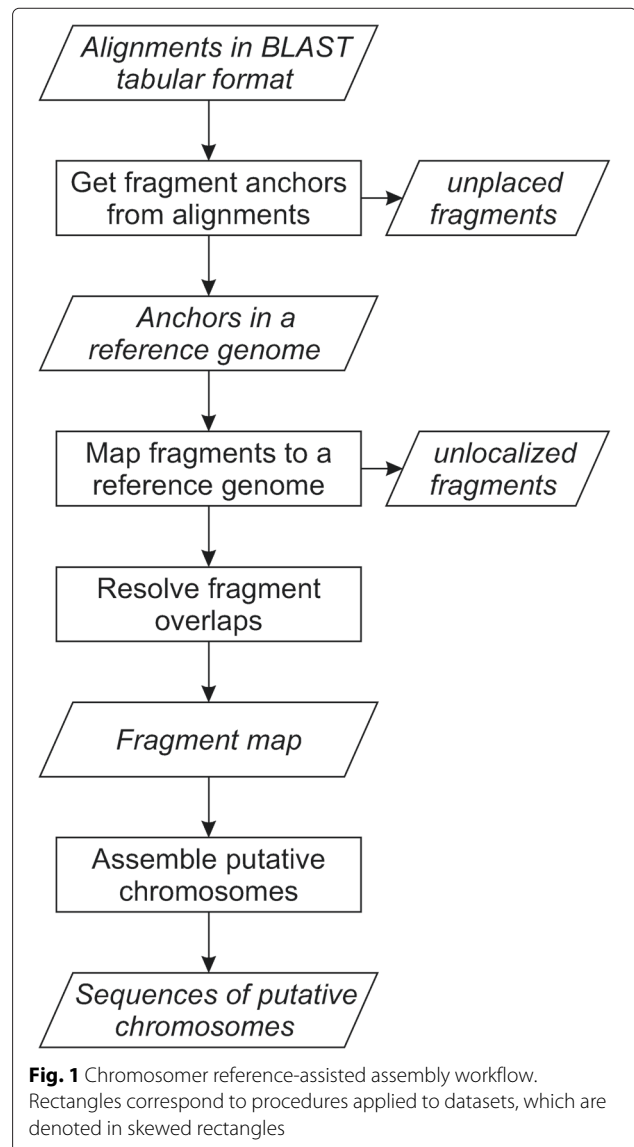 Alignments in BLAST
tabular format
Get fragment anchors
from alignments
unplaced
fragments
Anchors in a
reference genome
Map fragments to a
reference genome
unlocalized
fragments
Resolve fragment
overlaps
Fragment map
Assemble putative
chromosomes
Sequences of putative
chromosomes
Fig. 1 Chromosomer reference-assisted assembly workflow.
Rectangles correspond to procedures applied to datasets, which are
denoted in skewed rectangles